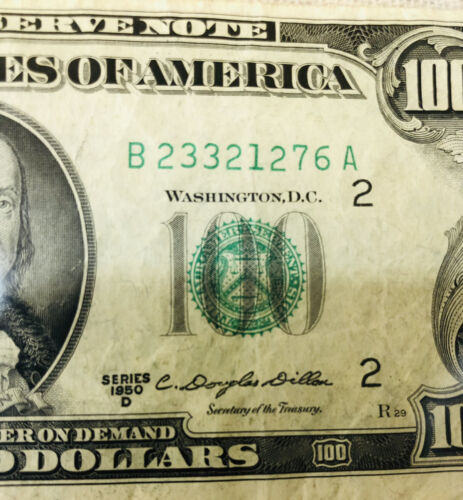 ERVE NOTE
ES OF AMERICA
100
B 23321276 A
WASHINGTON, D.C.
2
100
SERIES
1950
D
C. Douglas Dillon
Secretary of the Treasury.
2
R 29
ER ON DEMAND
D DOLLARS
100
10